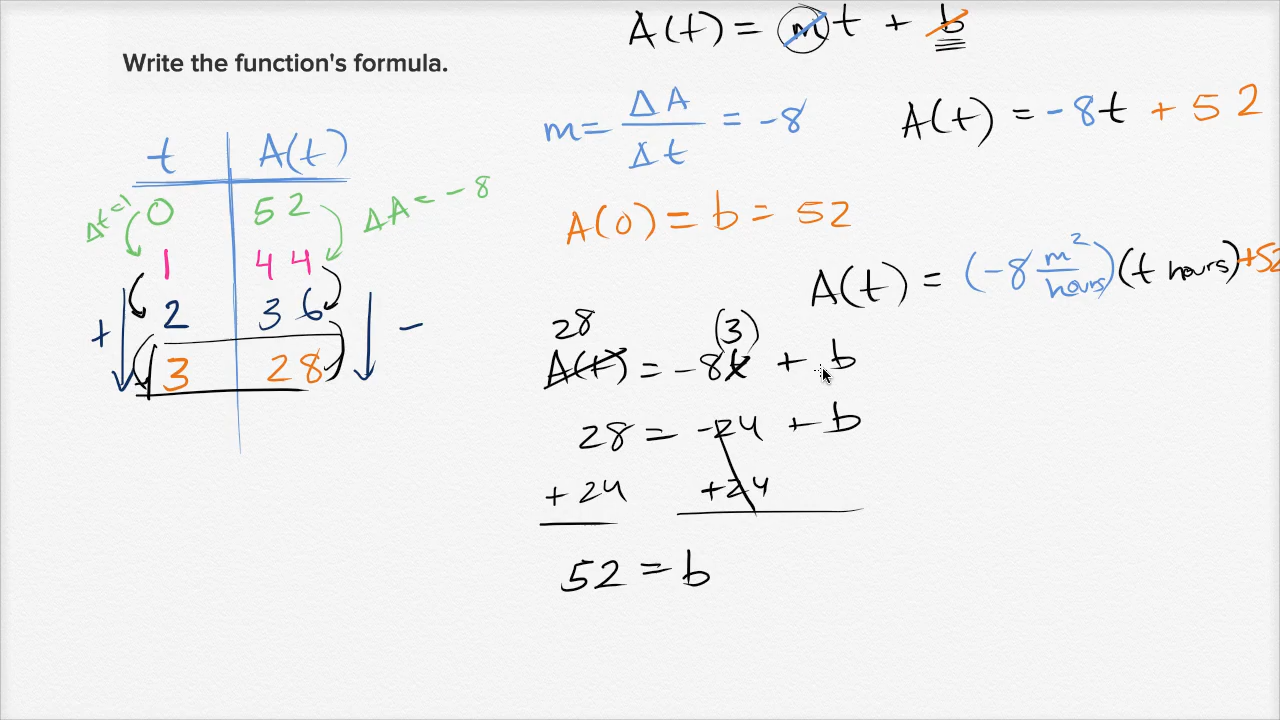 Write the function's formula.
A(t) = mt + b
m = ΔA/Δt = -8
A(t) = -8t + 52
t A(t)
Δt=1
0 52
ΔA = -8
1 44
2 36
3 28
+
-
A(0) = b = 52
A(t) = (-8 m²/hours)(t hours)+52
28 (3)
A(t) = -8t + b
28 = -24 + b
+24 +24
52 = b